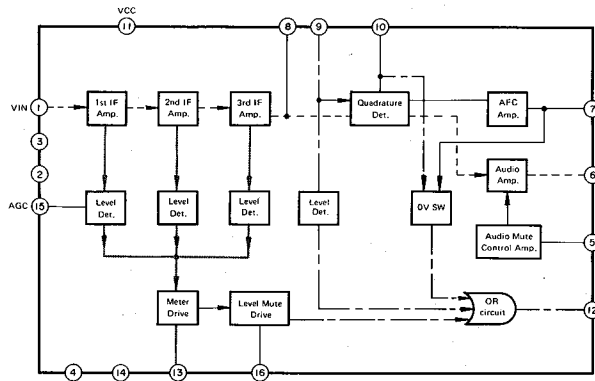 VCC
11
8
9
10
VIN
1
1st IF
Amp.
2nd IF
Amp.
3rd IF
Amp.
Quadrature
Det.
AFC
Amp.
7
3
2
Audio
Amp.
6
AGC
15
Level
Det.
Level
Det.
Level
Det.
Level
Det.
0V SW
Audio Mute
Control Amp.
5
Meter
Drive
Level Mute
Drive
OR
circuit
12
4
14
13
16